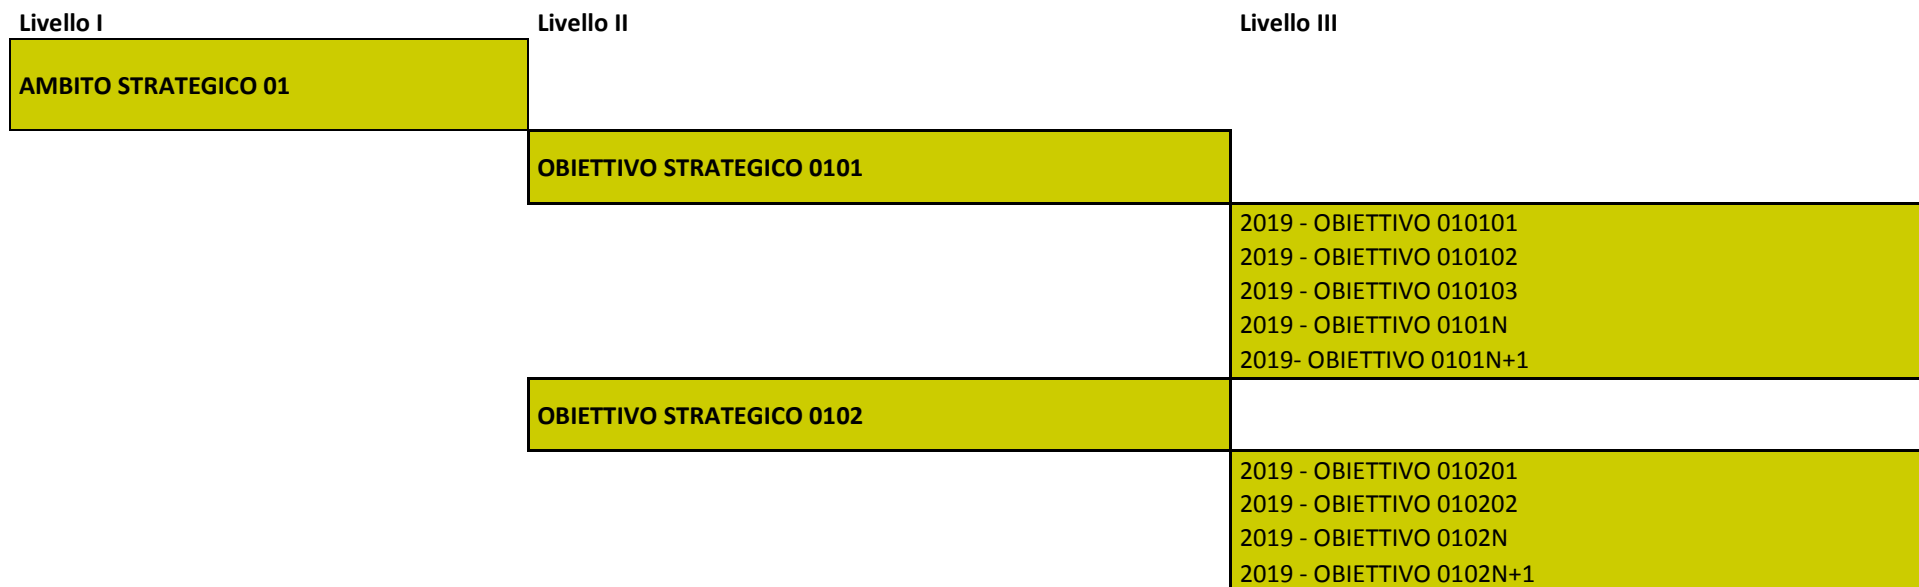 Livello I Livello II Livello III
AMBITO STRATEGICO 01
OBIETTIVO STRATEGICO 0101
2019 - OBIETTIVO 010101
2019 - OBIETTIVO 010102
2019 - OBIETTIVO 010103
2019 - OBIETTIVO 0101N
2019- OBIETTIVO 0101N+1
OBIETTIVO STRATEGICO 0102
2019 - OBIETTIVO 010201
2019 - OBIETTIVO 010202
2019 - OBIETTIVO 0102N
2019 - OBIETTIVO 0102N+1